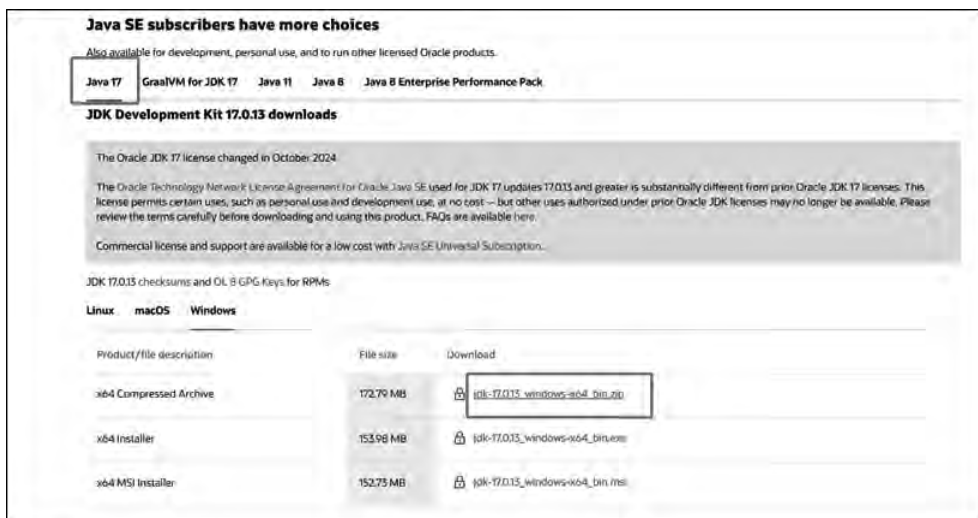 Java SE subscribers have more choices
Also available for development, personal use, and to run other licensed Oracle products.
Java 17 GraalVM for JDK 17 Java 11 Java 8 Java 8 Enterprise Performance Pack
JDK Development Kit 17.0.13 downloads
The Oracle JDK 17 license changed in October 2024
The Oracle Technology Network License Agreement for Oracle Java SE used for JDK 17 updates 17.0.13 and greater is substantially different from prior Oracle JDK 17 licenses. This
license permits certain uses, such as personal use and development use, at no cost -- but other uses authorized under prior Oracle JDK licenses may no longer be available. Please
review the terms carefully before downloading and using this product. FAQs are available here.
Commercial license and support are available for a low cost with Java SE Universal Subscription.
JDK 17.0.13 checksums and OL 8 GPG Keys for RPMs
Linux macOS Windows
Product/file description File size Download
x64 Compressed Archive 172.79 MB jdk-17.0.13_windows-x64_bin.zip
x64 Installer 153.98 MB jdk-17.0.13_windows-x64_bin.exe
x64 MSI Installer 152.73 MB jdk-17.0.13_windows-x64_bin.msi